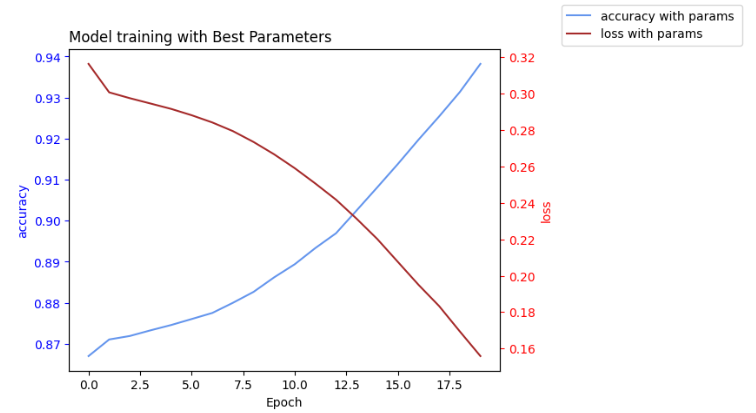 accuracy with params
loss with params
Model training with Best Parameters
0.94
0.93
0.92
0.91
0.90
0.89
0.88
0.87
accuracy
0.32
0.30
0.28
0.26
0.24
0.22
0.20
0.18
0.16
loss
0.0 2.5 5.0 7.5 10.0 12.5 15.0 17.5
Epoch